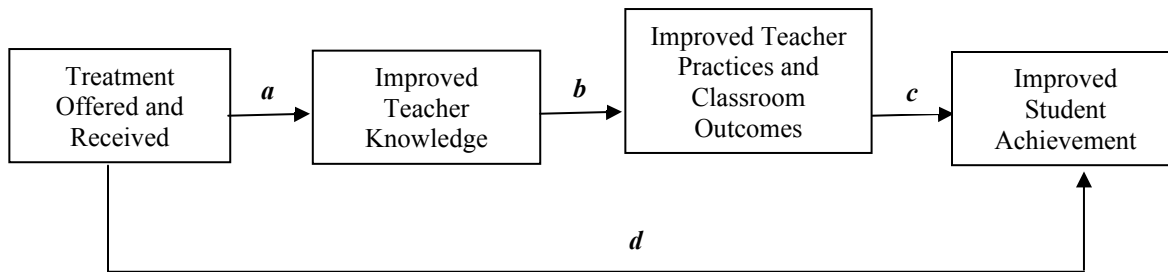 Treatment
Offered and
Received
a
Improved
Teacher
Knowledge
b
Improved Teacher
Practices and
Classroom
Outcomes
c
Improved
Student
Achievement
d